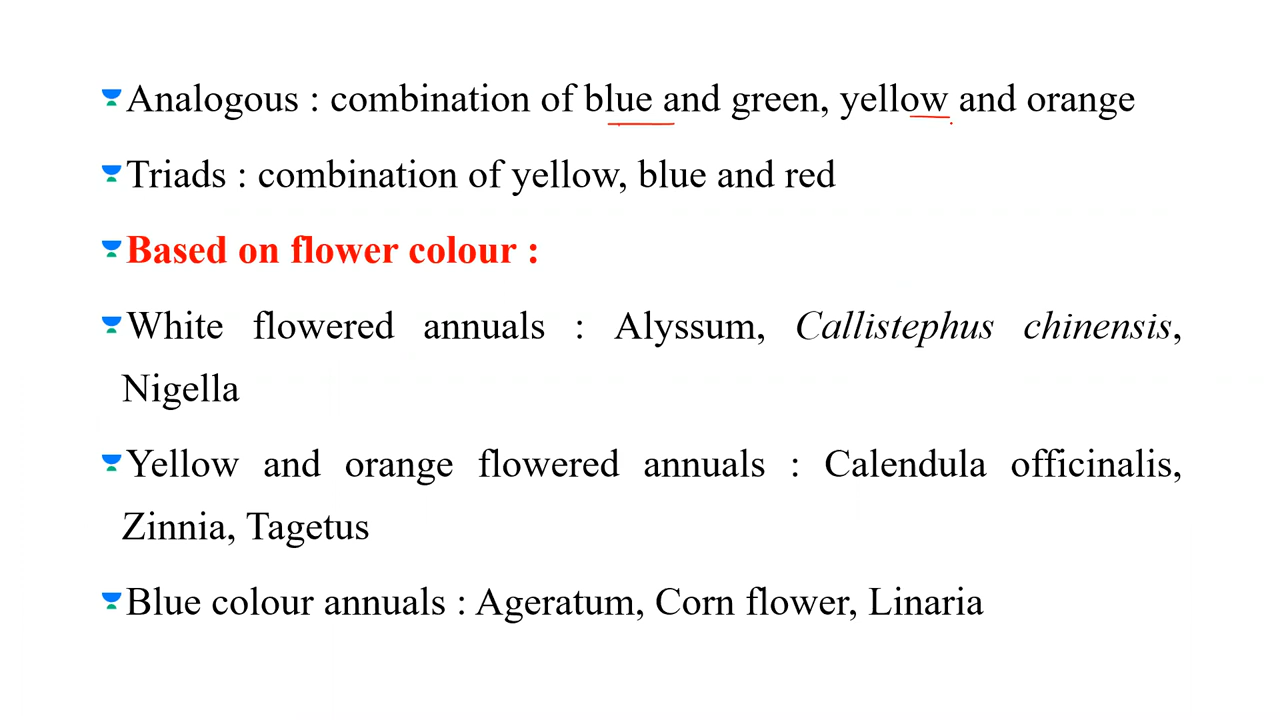 Analogous : combination of blue and green, yellow and orange
Triads : combination of yellow, blue and red
Based on flower colour :
White flowered annuals : Alyssum, Callistephus chinensis,
Nigella
Yellow and orange flowered annuals : Calendula officinalis,
Zinnia, Tagetus
Blue colour annuals : Ageratum, Corn flower, Linaria